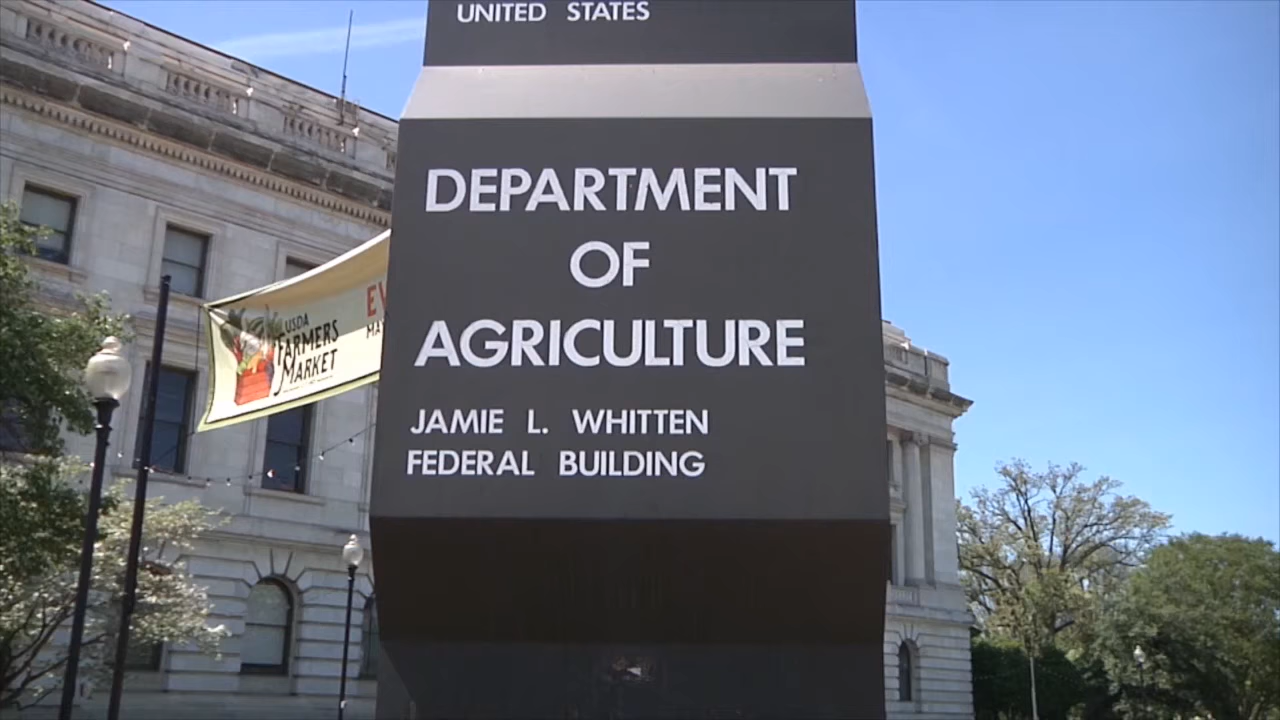 UNITED STATES
DEPARTMENT
OF
AGRICULTURE
JAMIE L. WHITTEN
FEDERAL BUILDING
USDA
FARMERS
MARKET